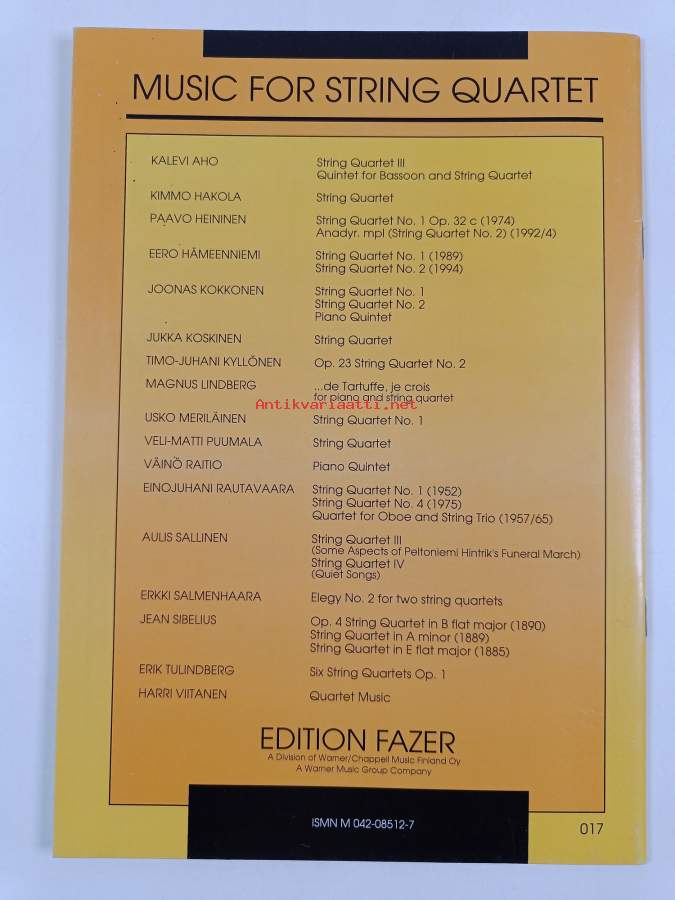 MUSIC FOR STRING QUARTET
KALEVI AHO String Quartet III
Quintet for Bassoon and String Quartet
KIMMO HAKOLA String Quartet
PAAVO HEININEN String Quartet No. 1 Op. 32 c (1974)
Anadyr. mpl (String Quartet No. 2) (1992/4)
EERO HÄMEENNIEMI String Quartet No. 1 (1989)
String Quartet No. 2 (1994)
JOONAS KOKKONEN String Quartet No. 1
String Quartet No. 2
Piano Quintet
JUKKA KOSKINEN String Quartet
TIMO-JUHANI KYLLÖNEN Op. 23 String Quartet No. 2
MAGNUS LINDBERG ...de Tartuffe, je crois
for piano and string quartet
Antikvariaatti.net
USKO MERILÄINEN String Quartet No. 1
VELI-MATTI PUUMALA String Quartet
VÄINÖ RAITIO Piano Quintet
EINOJUHANI RAUTAVAARA String Quartet No. 1 (1952)
String Quartet No. 4 (1975)
Quartet for Oboe and String Trio (1957/65)
AULIS SALLINEN String Quartet III
(Some Aspects of Peltoniemi Hintrik's Funeral March)
String Quartet IV
(Quiet Songs)
ERKKI SALMENHAARA Elegy No. 2 for two string quartets
JEAN SIBELIUS Op. 4 String Quartet in B flat major (1890)
String Quartet in A minor (1889)
String Quartet in E flat major (1885)
ERIK TULINDBERG Six String Quartets Op. 1
HARRI VIITANEN Quartet Music
EDITION FAZER
A Division of Warner/Chappell Music Finland Oy
A Warner Music Group Company
ISMN M 042-08512-7
017